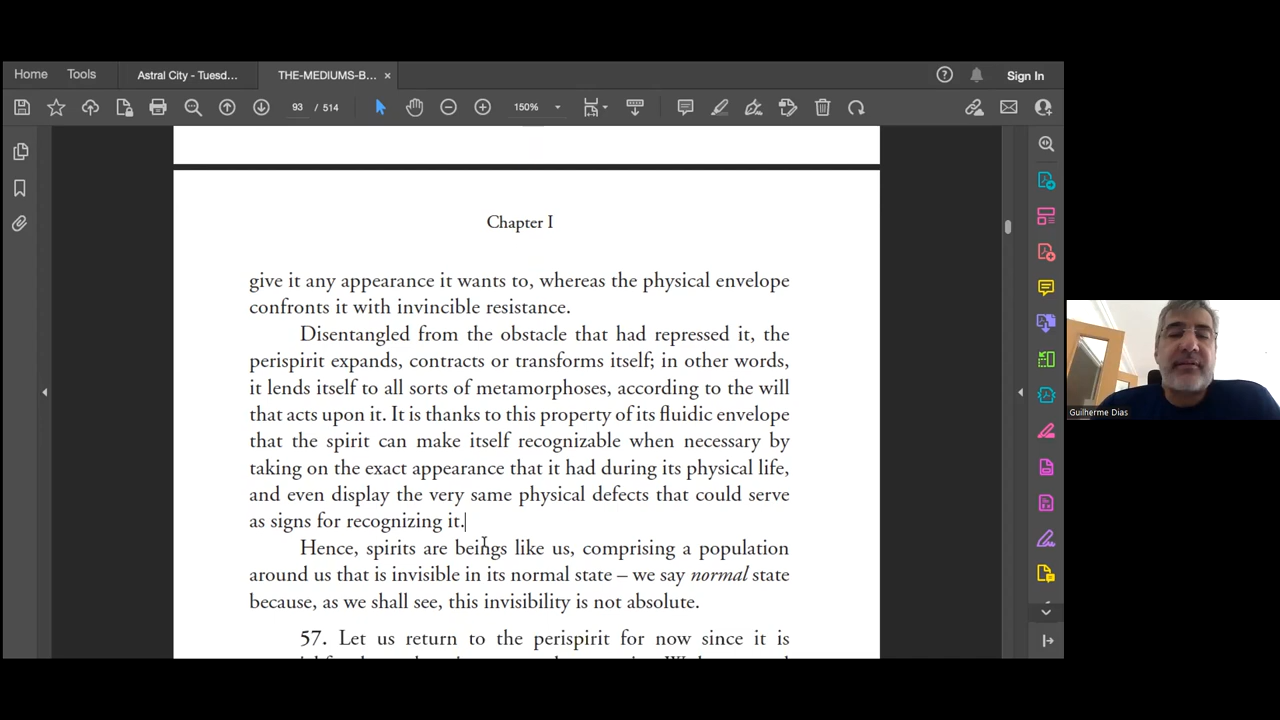 Home Tools Astral City - Tuesd... THE-MEDIUMS-B... × Sign In
93 / 514 150%
Chapter I
give it any appearance it wants to, whereas the physical envelope
confronts it with invincible resistance.
Disentangled from the obstacle that had repressed it, the
perispirit expands, contracts or transforms itself; in other words,
it lends itself to all sorts of metamorphoses, according to the will
that acts upon it. It is thanks to this property of its fluidic envelope
that the spirit can make itself recognizable when necessary by
taking on the exact appearance that it had during its physical life,
and even display the very same physical defects that could serve
as signs for recognizing it.
Hence, spirits are beings like us, comprising a population
around us that is invisible in its normal state – we say normal state
because, as we shall see, this invisibility is not absolute.
57. Let us return to the perispirit for now since it is
Guilherme Dias